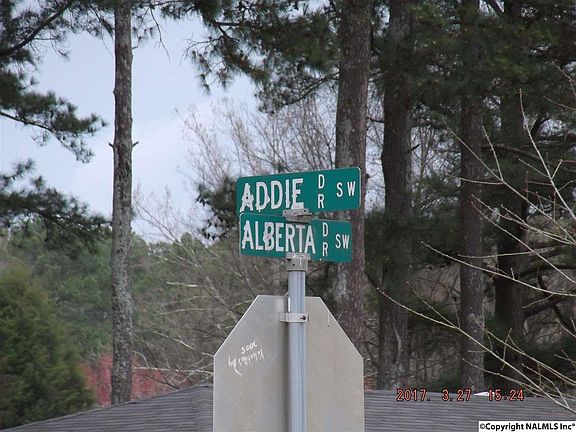 ADDIE DR SW
ALBERTA DR SW
2017. 3.27 15:24
©Copyright NALMLS Inc*